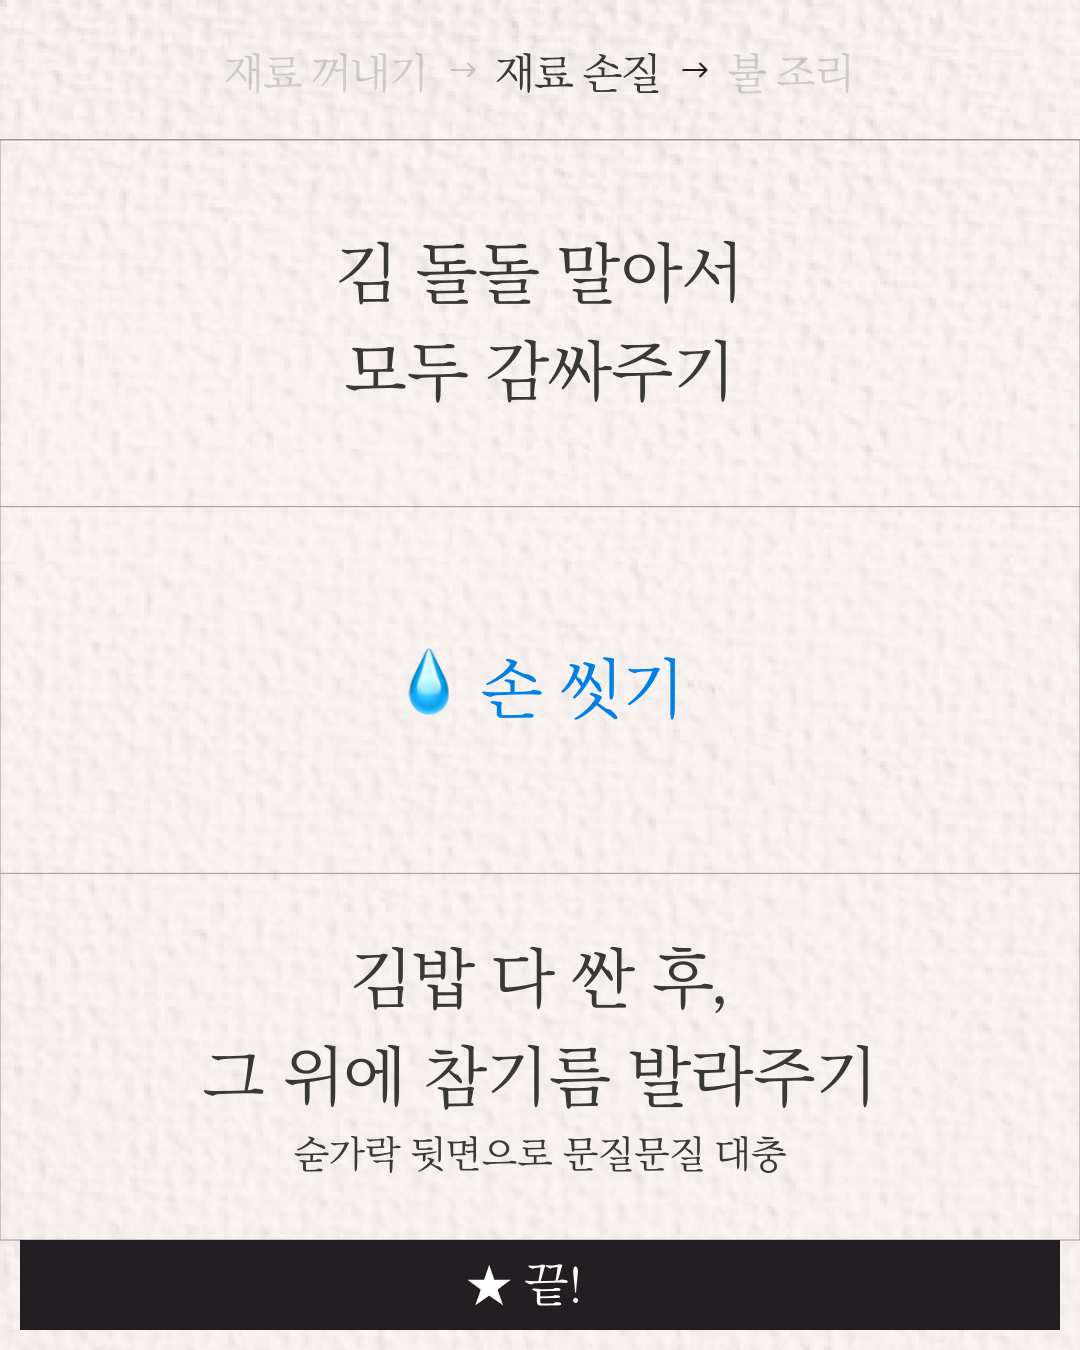 재료 꺼내기 → 재료 손질 → 불 조리
김 돌돌 말아서
모두 감싸주기
💧 손 씻기
김밥 다 싼 후,
그 위에 참기름 발라주기
숟가락 뒷면으로 문질문질 대충
★ 끝!